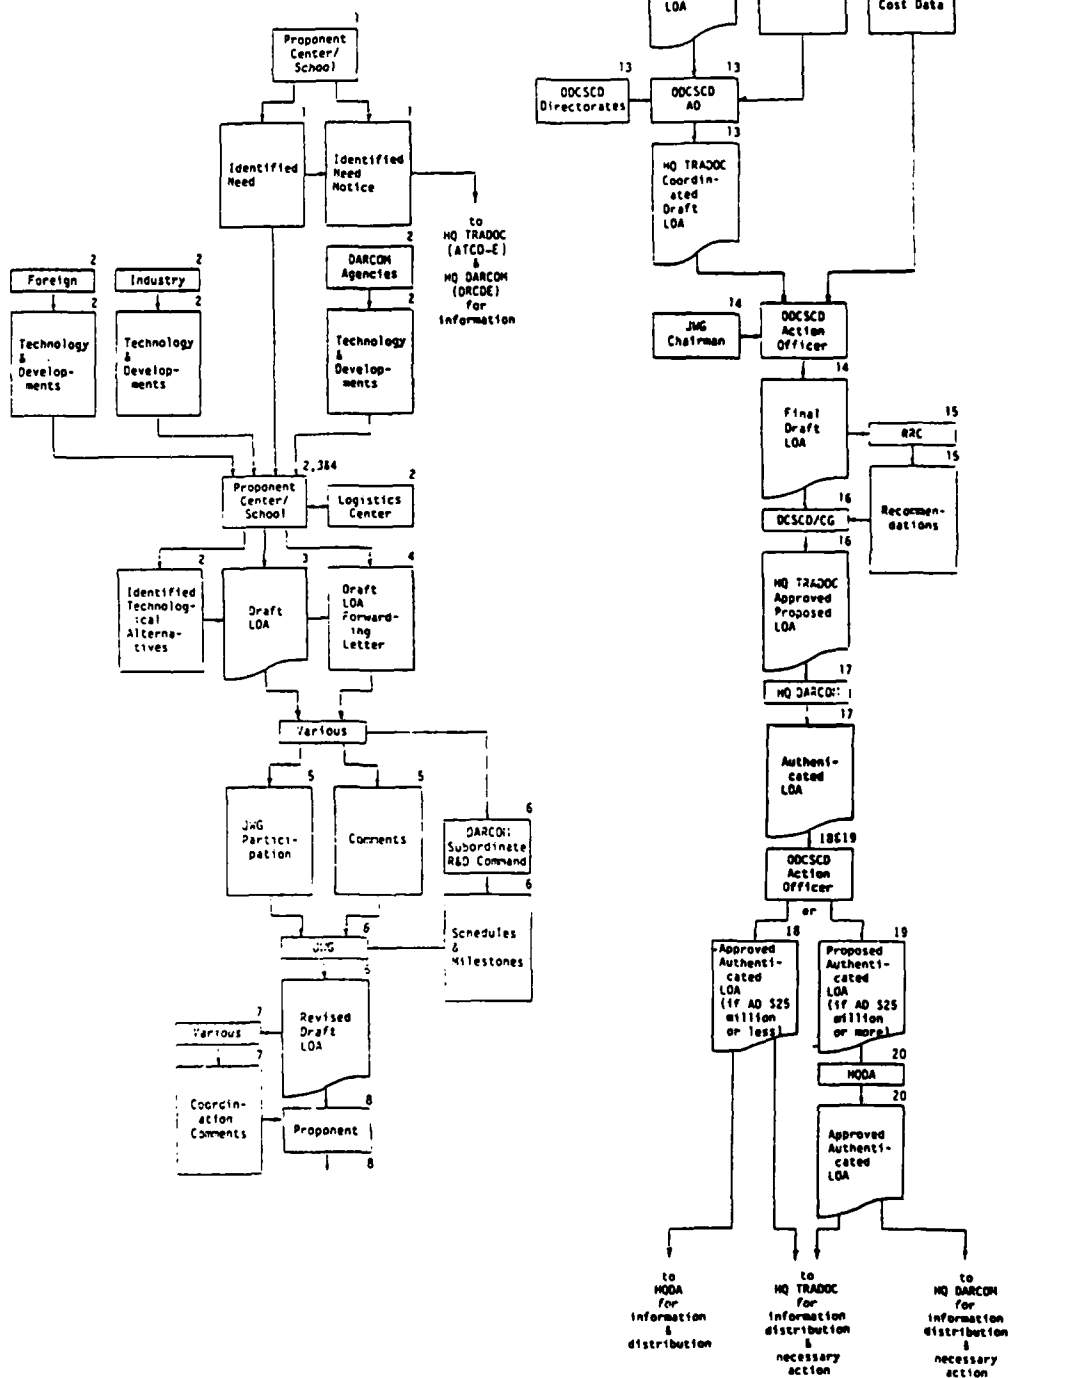 1
Proponent
Center/
School
1
Identified
Need
1
Identified
Need
Notice
to
HQ TRADOC
(ATCD-E)
&
HQ DARCOM
(DRCDE)
for
information
2
Foreign
2
Industry
2
DARCOM
Agencies
2
Technology
&
Develop-
ments
2
Technology
&
Develop-
ments
2
Technology
&
Develop-
ments
2,3&4
Proponent
Center/
School
2
Logistics
Center
2
Identified
Technolog-
ical
Alterna-
tives
3
Draft
LOA
4
Draft
LOA
Forward-
ing
Letter
Various
5
JWG
Partici-
pation
5
Comments
6
DARCOM
Subordinate
R&D Command
6
Schedules
&
Milestones
6
JWG
Revised
Draft
LOA
7
Various
7
Coordin-
ation
Comments
8
Proponent
8
LOA
Cost Data
13
ODCSCD
Directorates
13
ODCSCD
AO
13
HQ TRADOC
Coordin-
ated
Draft
LOA
14
JWG
Chairman
ODCSCD
Action
Officer
14
Final
Draft
LOA
15
RRC
15
Recommen-
dations
16
DCSCD/CG
16
HQ TRADOC
Approved
Proposed
LOA
17
HQ DARCOM
17
Authenti-
cated
LOA
18&19
ODCSCD
Action
Officer
or
18
Approved
Authenti-
cated
LOA
(if AD $25
million
or less)
19
Proposed
Authenti-
cated
LOA
(if AD $25
million
or more)
20
HQDA
20
Approved
Authenti-
cated
LOA
to
HQDA
for
information
&
distribution
to
HQ TRADOC
for
information
distribution
&
necessary
action
to
HQ DARCOM
for
information
distribution
&
necessary
action